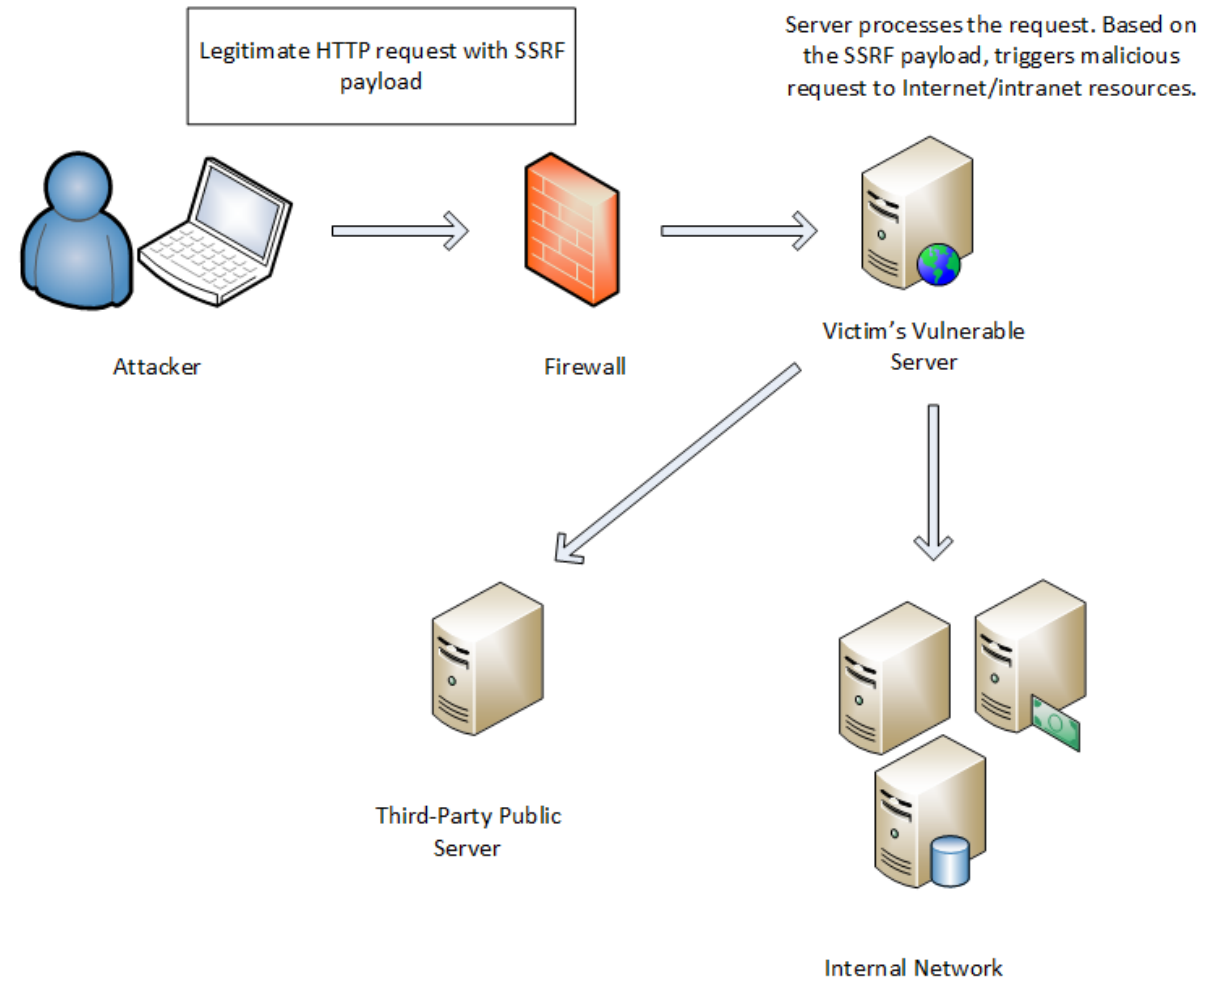 Legitimate HTTP request with SSRF
payload
Server processes the request. Based on
the SSRF payload, triggers malicious
request to Internet/intranet resources.
Attacker
Firewall
Victim’s Vulnerable
Server
Third-Party Public
Server
Internal Network